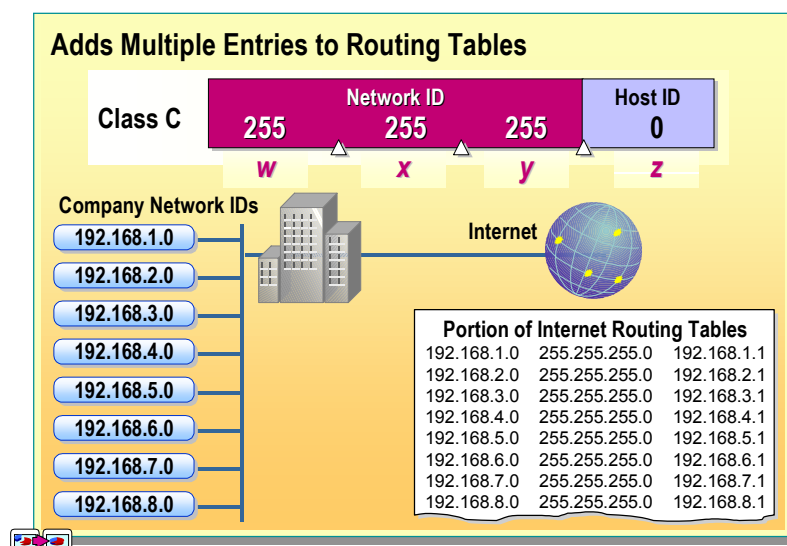 Adds Multiple Entries to Routing Tables
Class C
Network ID
Host ID
255 255 255 0
w x y z
Company Network IDs
192.168.1.0
192.168.2.0
192.168.3.0
192.168.4.0
192.168.5.0
192.168.6.0
192.168.7.0
192.168.8.0
Internet
Portion of Internet Routing Tables
192.168.1.0 255.255.255.0 192.168.1.1
192.168.2.0 255.255.255.0 192.168.2.1
192.168.3.0 255.255.255.0 192.168.3.1
192.168.4.0 255.255.255.0 192.168.4.1
192.168.5.0 255.255.255.0 192.168.5.1
192.168.6.0 255.255.255.0 192.168.6.1
192.168.7.0 255.255.255.0 192.168.7.1
192.168.8.0 255.255.255.0 192.168.8.1